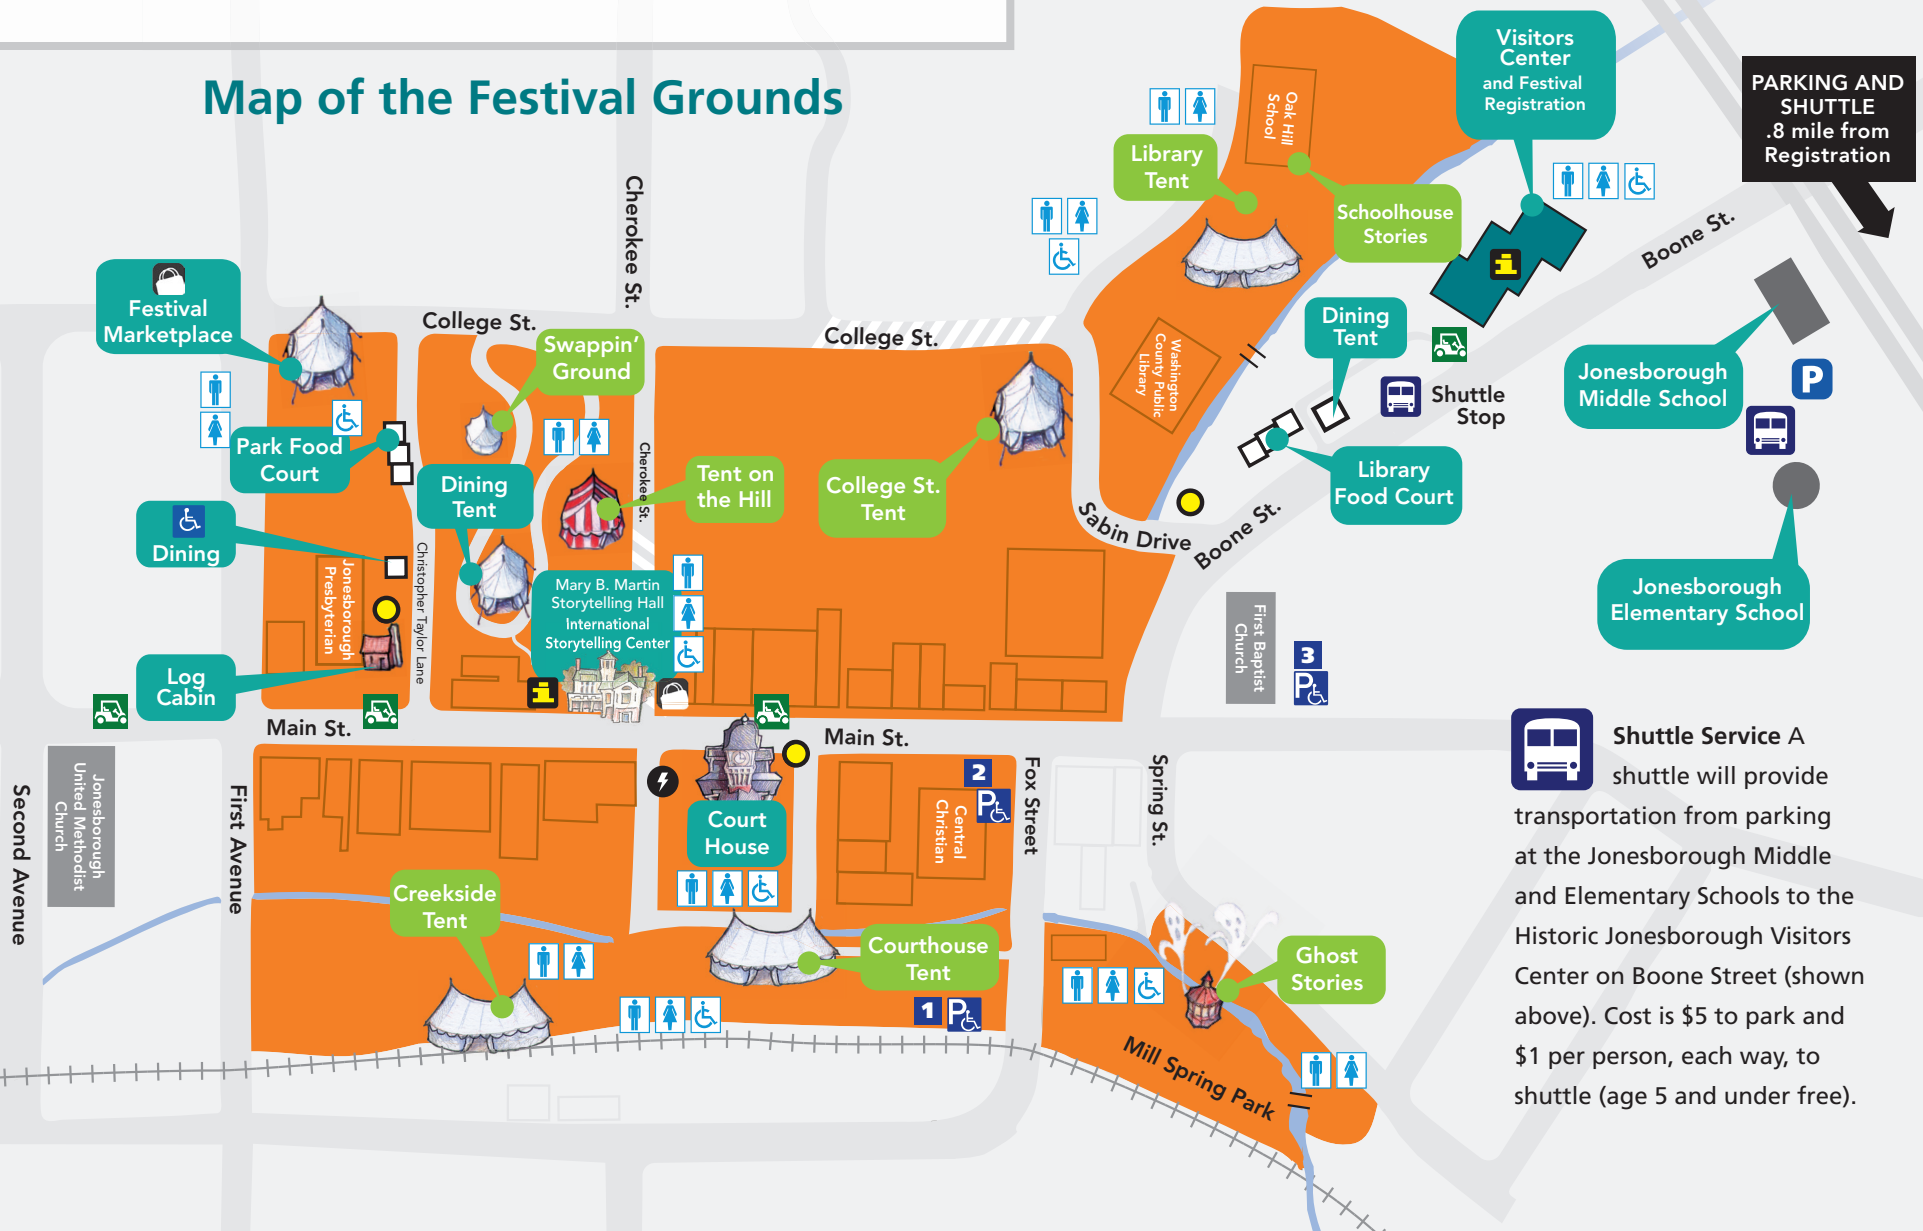 Map of the Festival Grounds
Visitors
Center
and Festival
Registration
PARKING AND
SHUTTLE
.8 mile from
Registration
Oak Hill
School
Library
Tent
Schoolhouse
Stories
Cherokee St.
Boone St.
Festival
Marketplace
College St.
Swappin'
Ground
College St.
Dining
Tent
Washington
County Public
Library
Shuttle
Stop
Jonesborough
Middle School
P
Park Food
Court
Dining
Tent
Cherokee St.
Tent on
the Hill
College St.
Tent
Library
Food Court
Sabin Drive
Boone St.
Dining
Christopher Taylor Lane
Jonesborough
Presbyterian
Mary B. Martin
Storytelling Hall
International
Storytelling Center
i
i
First Baptist
Church
3
P
Jonesborough
Elementary School
Log
Cabin
Main St.
Main St.
Second Avenue
Jonesborough
United Methodist
Church
First Avenue
Court
House
2
P
Central
Christian
Fox Street
Spring St.
Creekside
Tent
Courthouse
Tent
1
P
Ghost
Stories
Mill Spring Park
Shuttle Service A
shuttle will provide
transportation from parking
at the Jonesborough Middle
and Elementary Schools to the
Historic Jonesborough Visitors
Center on Boone Street (shown
above). Cost is $5 to park and
$1 per person, each way, to
shuttle (age 5 and under free).